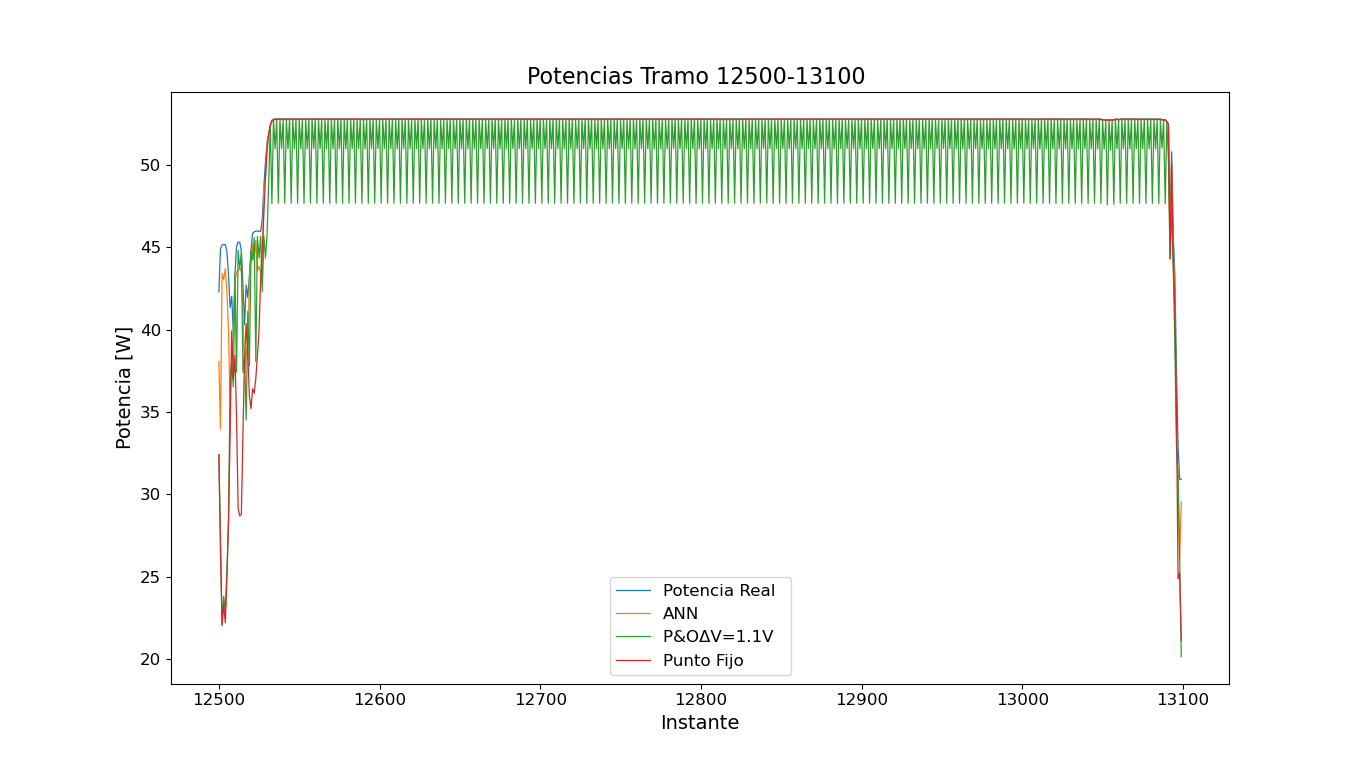 Potencias Tramo 12500-13100
Potencia [W]
50
45
40
35
30
25
20
12500 12600 12700 12800 12900 13000 13100
Instante
Potencia Real
ANN
P&OΔV=1.1V
Punto Fijo